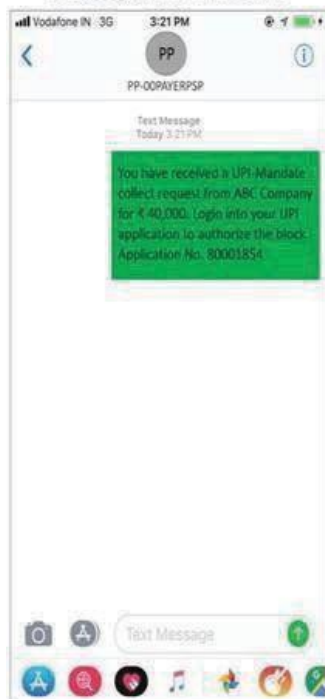 Vodafone IN 3G 3:21 PM
PP
PP-OOPAYERPSP
Text Message
Today 3:21 PM
You have received a UPI-Mandate
collect request from ABC Company
for ₹ 40,000. Login into your UPI
application to authorize the block
Application No. 80001854
Text Message